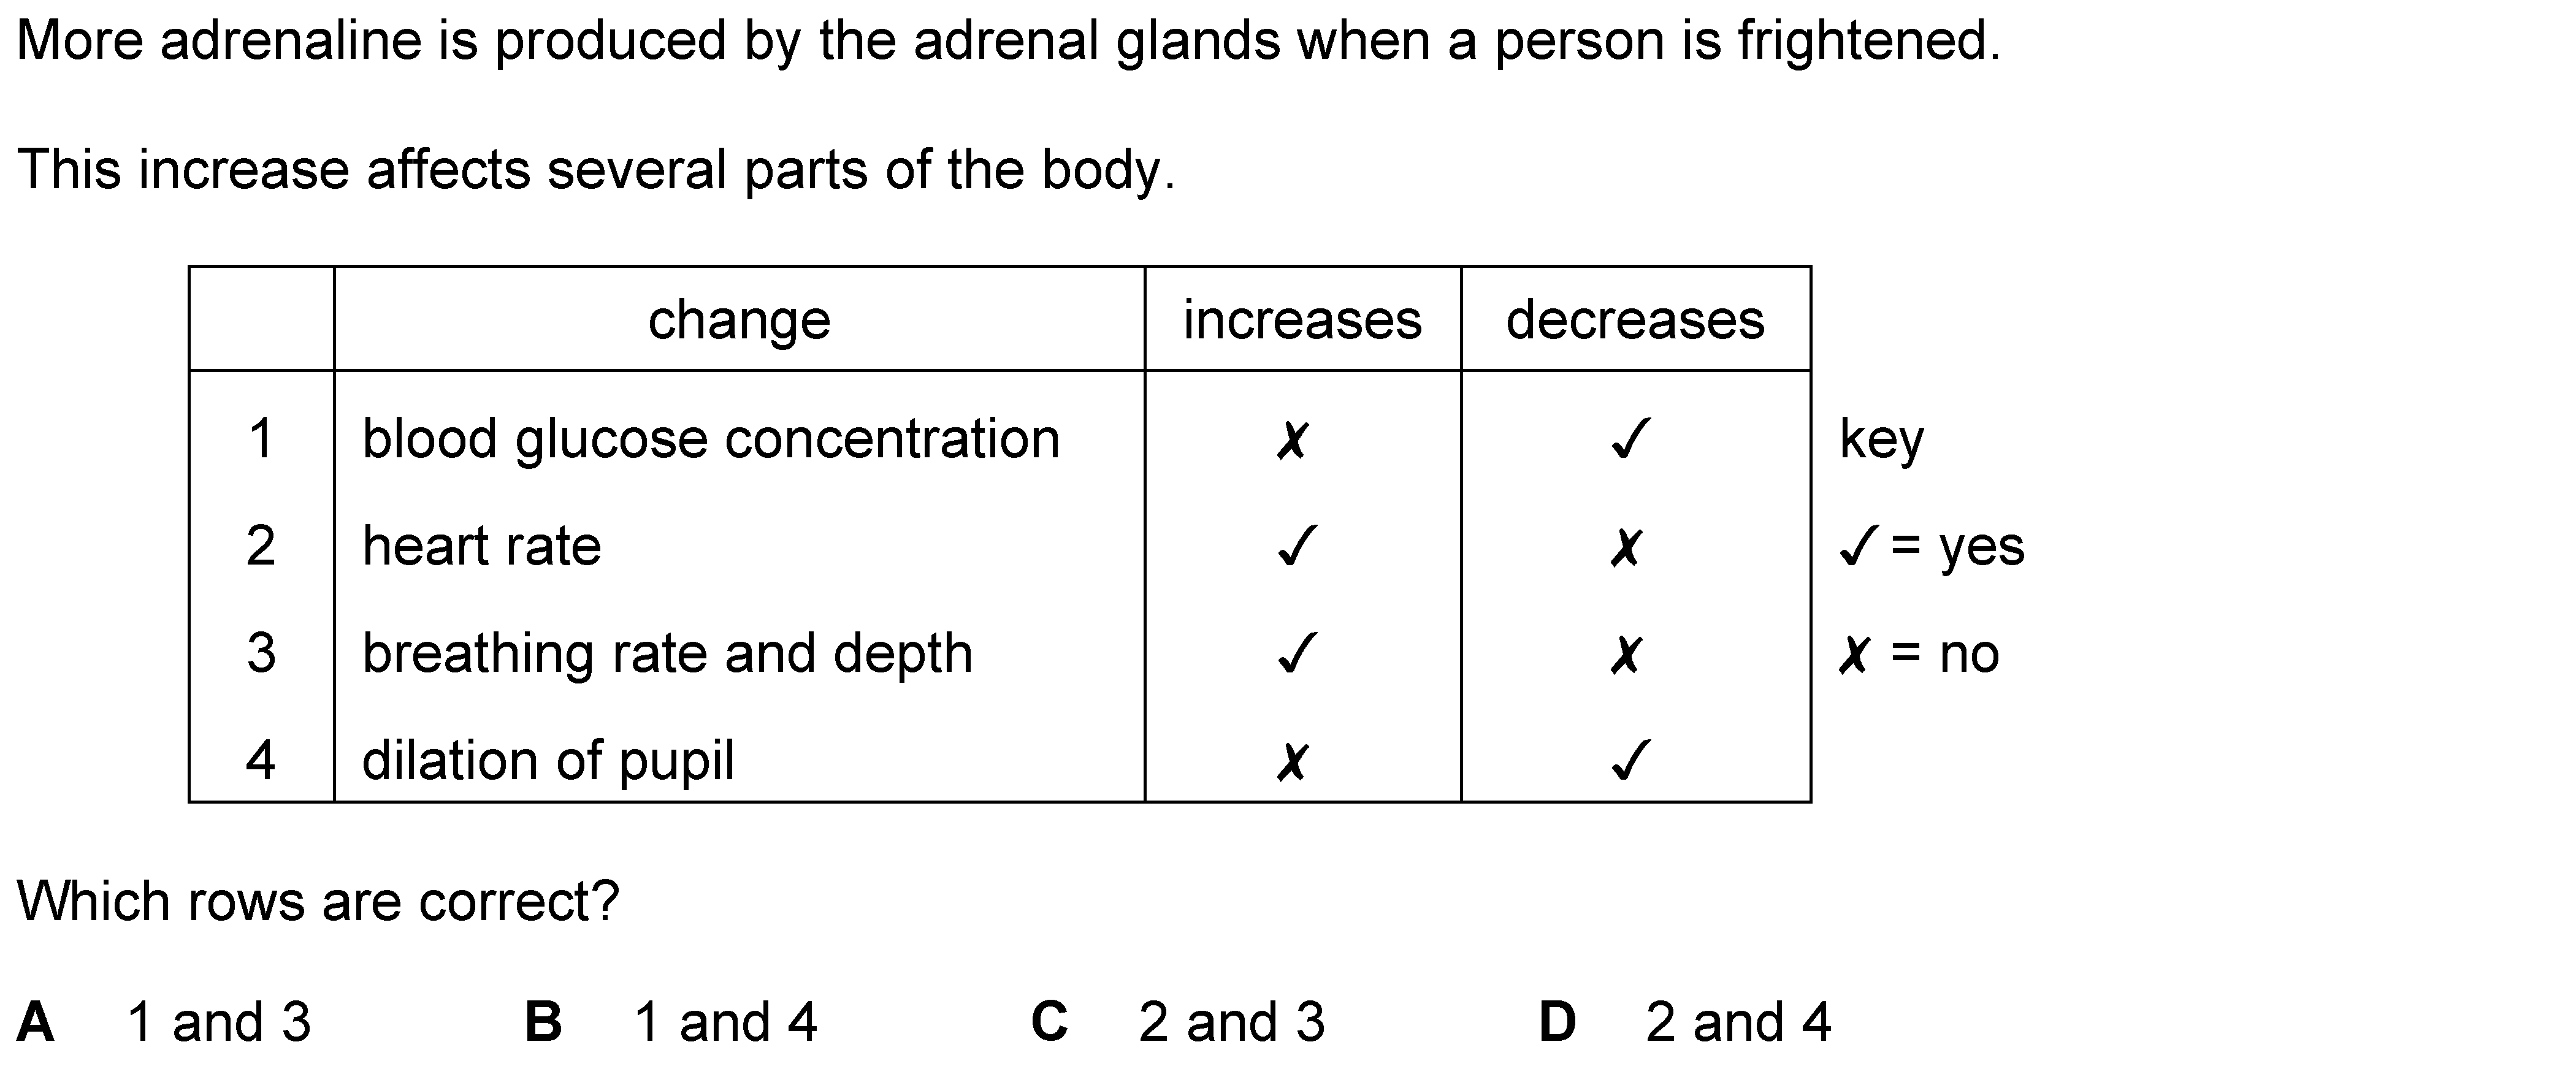 More adrenaline is produced by the adrenal glands when a person is frightened.
This increase affects several parts of the body.
change increases decreases
1 blood glucose concentration ✗ ✓ key
2 heart rate ✓ ✗ ✓ = yes
3 breathing rate and depth ✓ ✗ ✗ = no
4 dilation of pupil ✗ ✓
Which rows are correct?
A 1 and 3 B 1 and 4 C 2 and 3 D 2 and 4